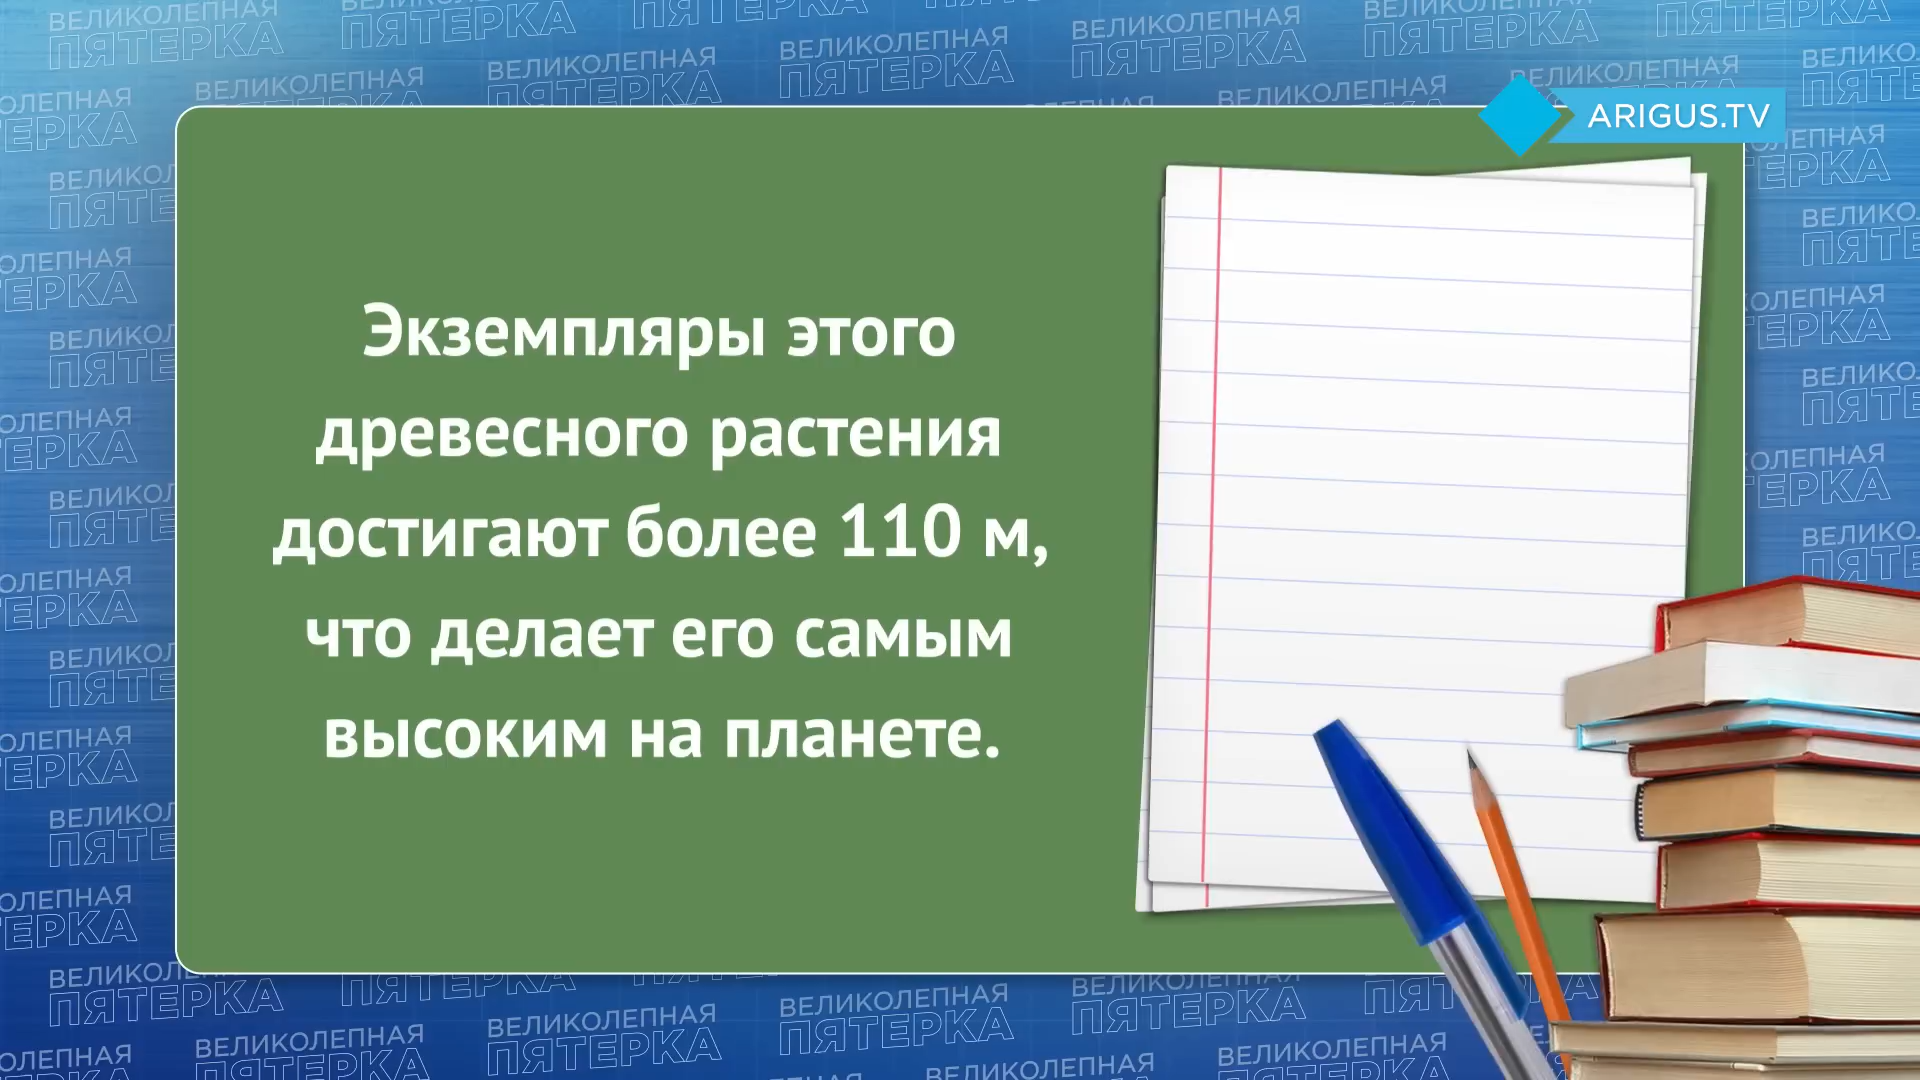 ARIGUS.TV
Экземпляры этого
древесного растения
достигают более 110 м,
что делает его самым
высоким на планете.
ВЕЛИКОЛЕПНАЯ
ПЯТЕРКА